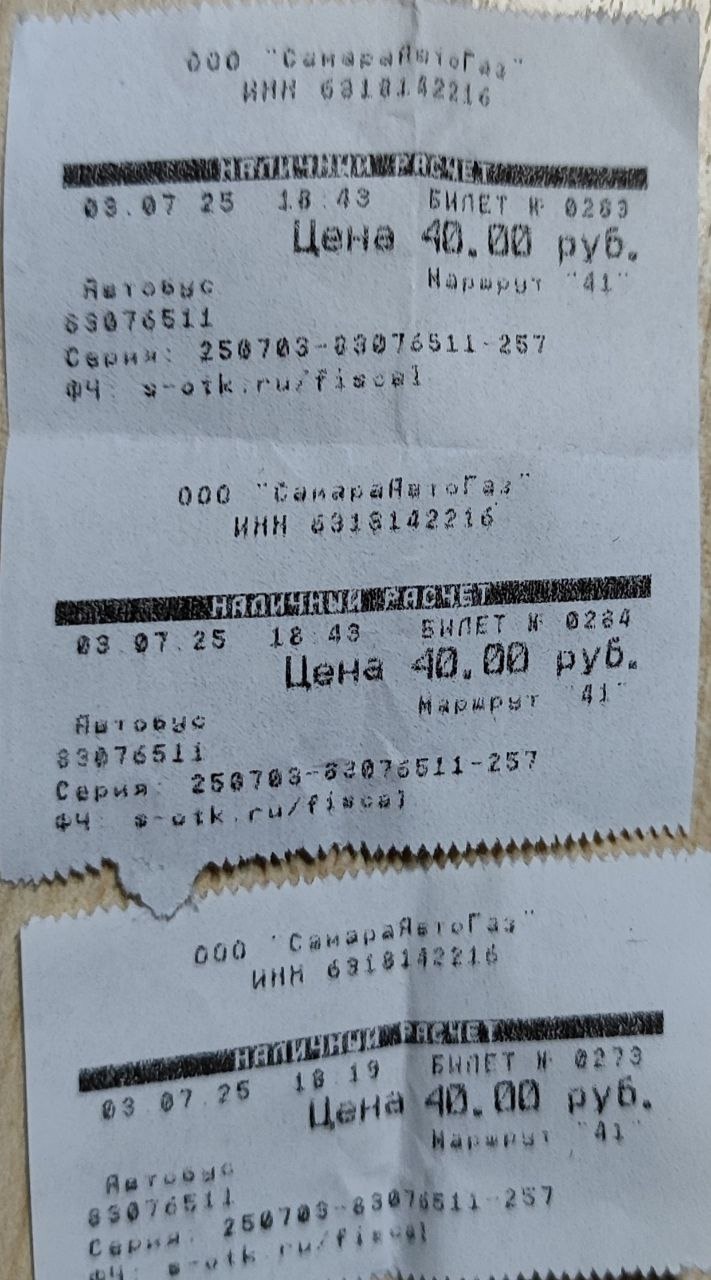 ООО "СамараАвтоГаз"
ИНН 6318142216
НАЛИЧНЫЙ РАСЧЕТ
03.07.25 18:43 БИЛЕТ № 0283
Цена 40.00 руб.
Автобус Маршрут "41"
83076511
Серия: 250703-83076511-257
ФЧ: s-otk.ru/fiscal
ООО "СамараАвтоГаз"
ИНН 6318142216
НАЛИЧНЫЙ РАСЧЕТ
03.07.25 18:43 БИЛЕТ № 0284
Цена 40.00 руб.
Автобус Маршрут "41"
83076511
Серия: 250703-83076511-257
ФЧ: s-otk.ru/fiscal
ООО "СамараАвтоГаз"
ИНН 6318142216
НАЛИЧНЫЙ РАСЧЕТ
03.07.25 18:19 БИЛЕТ № 0273
Цена 40.00 руб.
Автобус Маршрут "41"
83076511
Серия: 250703-83076511-257
ФЧ: s-otk.ru/fiscal